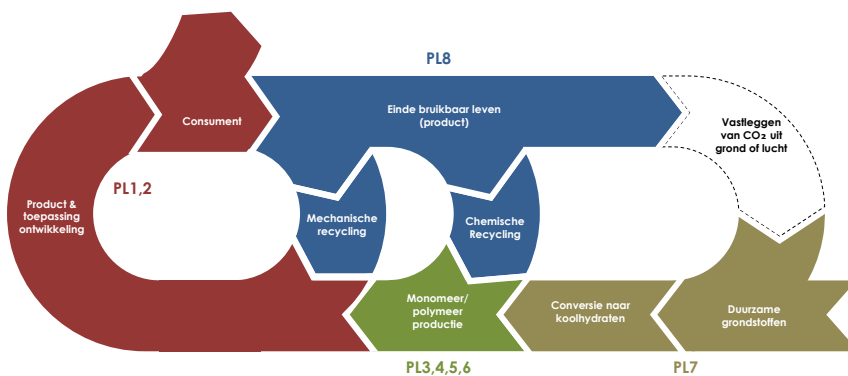 PL8
Consument
Einde bruikbaar leven
(product)
Vastleggen
van CO₂ uit
grond of lucht
PL1,2
Product &
toepassing
ontwikkeling
Mechanische
recycling
Chemische
Recycling
Monomeer/
polymeer
productie
Conversie naar
koolhydraten
Duurzame
grondstoffen
PL3,4,5,6
PL7